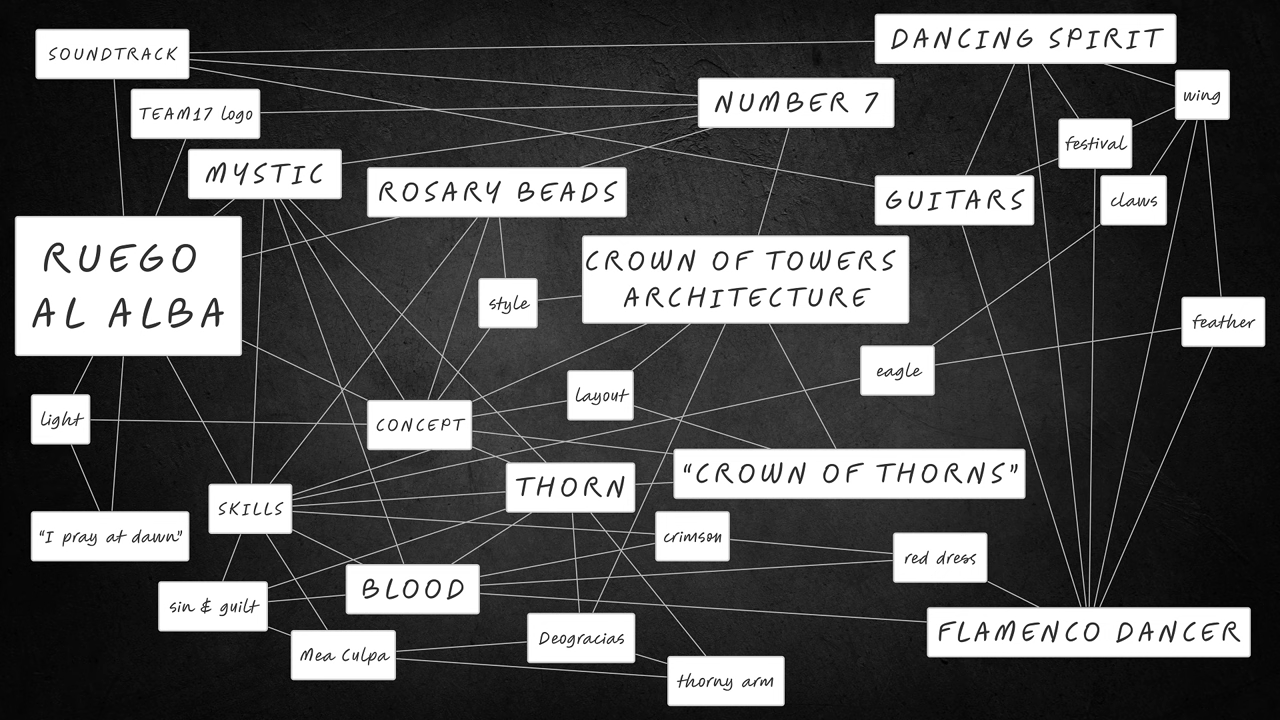 SOUNDTRACK
DANCING SPIRIT
TEAM17 logo
NUMBER 7
wing
MYSTIC
festival
ROSARY BEADS
GUITARS
claws
RUEGO
AL ALBA
CROWN OF TOWERS
ARCHITECTURE
style
feather
eagle
layout
light
CONCEPT
"CROWN OF THORNS"
THORN
SKILLS
"I pray at dawn"
crimson
red dress
BLOOD
sin & guilt
Deogracias
FLAMENCO DANCER
Mea Culpa
thorny arm